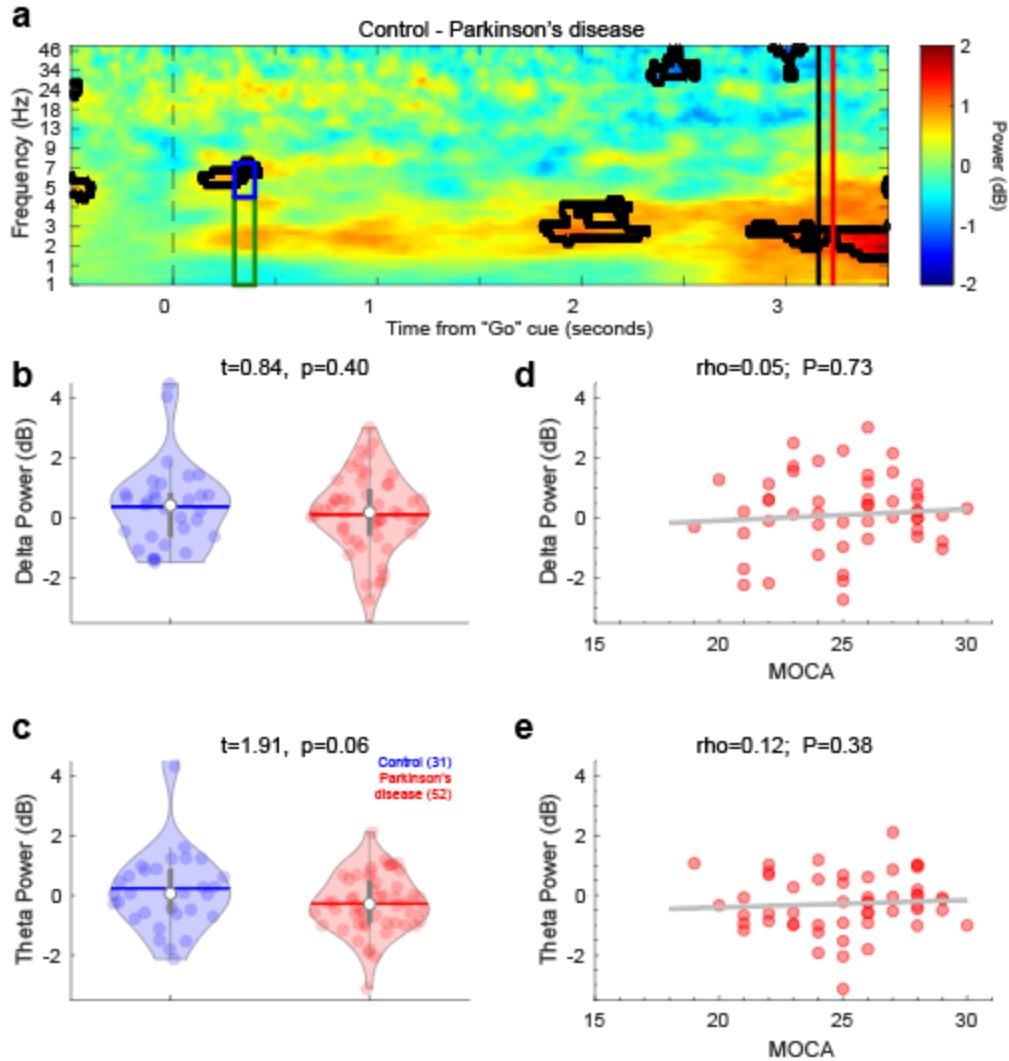 a
Control - Parkinson's disease
46
34
24
18
13
9
7
5
4
3
2
1
1
Frequency (Hz)
0
1
2
3
Time from "Go" cue (seconds)
2
1
0
-1
-2
Power (dB)
b
t=0.84, p=0.40
4
2
0
-2
Delta Power (dB)
d
rho=0.05; P=0.73
4
2
0
-2
Delta Power (dB)
15
20
25
30
MOCA
c
t=1.91, p=0.06
Control (31)
Parkinson's
disease (52)
4
2
0
-2
Theta Power (dB)
e
rho=0.12; P=0.38
4
2
0
-2
Theta Power (dB)
15
20
25
30
MOCA